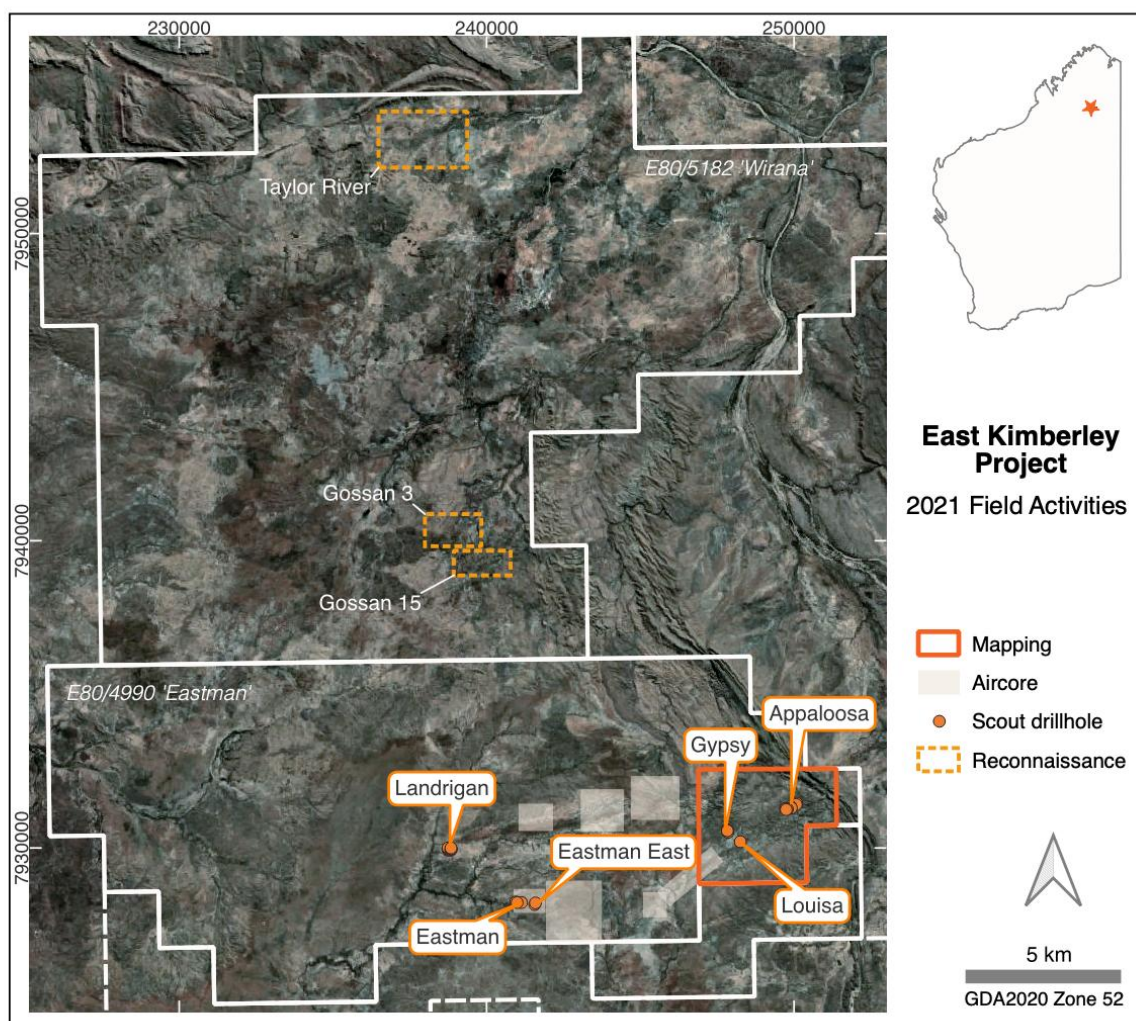 230000
240000
250000
7950000
7940000
7930000
E80/5182 'Wirana'
Taylor River
Gossan 3
Gossan 15
E80/4990 'Eastman'
Appaloosa
Gypsy
Landrigan
Eastman East
Eastman
Louisa
East Kimberley
Project
2021 Field Activities
Mapping
Aircore
Scout drillhole
Reconnaissance
5 km
GDA2020 Zone 52